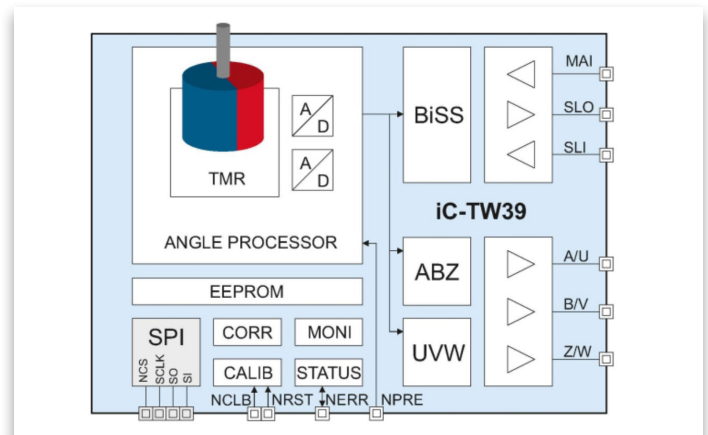 MAI
A
D
BiSS
SLO
TMR
A
D
SLI
iC-TW39
ANGLE PROCESSOR
A/U
ABZ
EEPROM
B/V
SPI
CORR
MONI
UVW
Z/W
NCS
SCLK
SO
SI
CALIB
STATUS
NCLB
NRST
NERR
NPRE